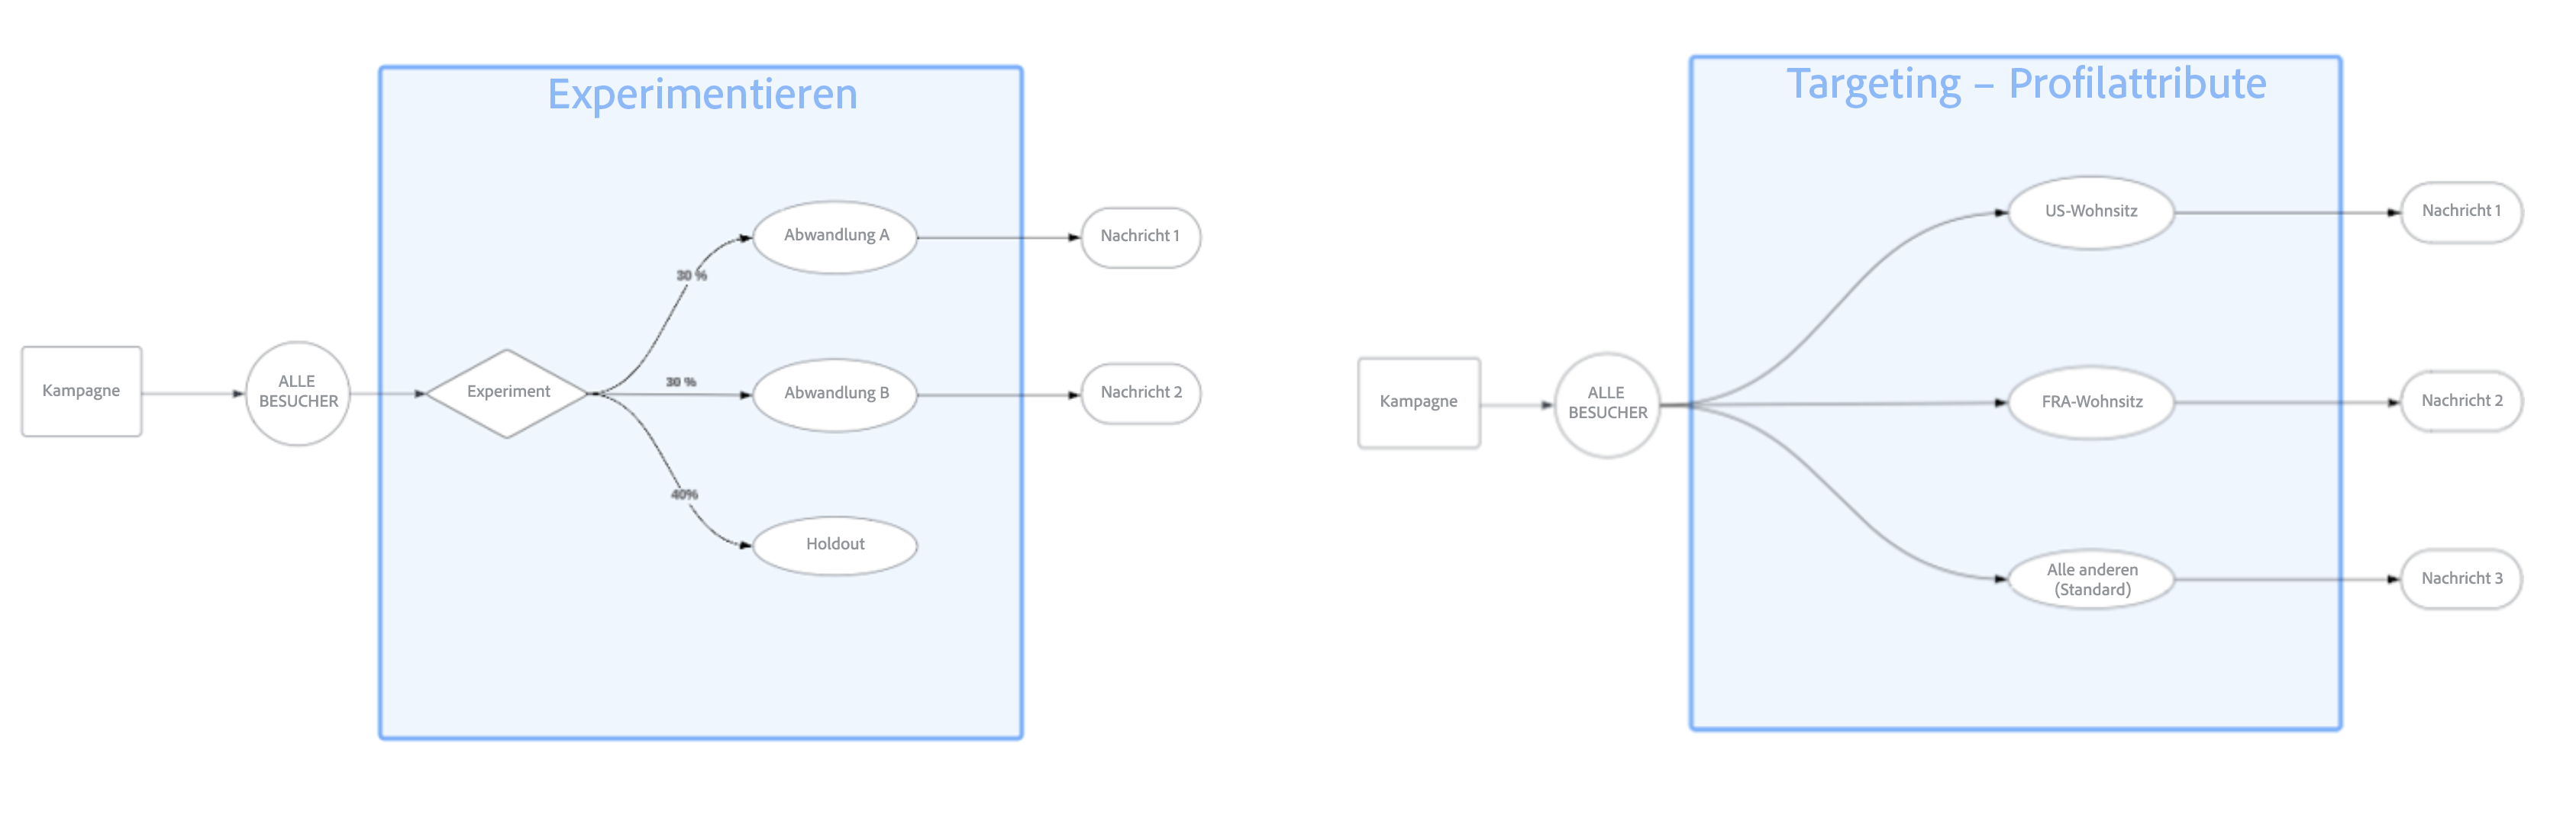 Experimentieren
Kampagne
ALLE
BESUCHER
Experiment
30 %
30 %
40%
Abwandlung A
Abwandlung B
Holdout
Nachricht 1
Nachricht 2
Targeting – Profilattribute
Kampagne
ALLE
BESUCHER
US-Wohnsitz
FRA-Wohnsitz
Alle anderen
(Standard)
Nachricht 1
Nachricht 2
Nachricht 3